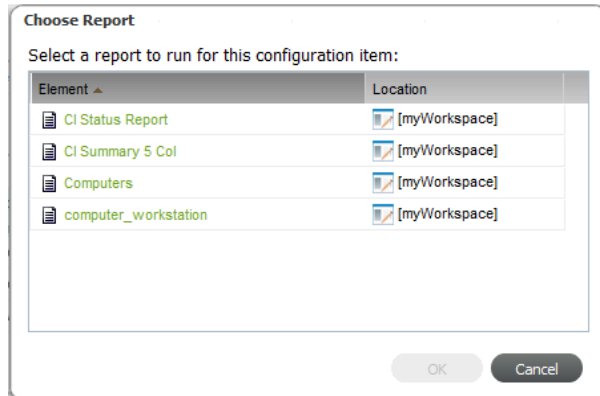 Choose Report
Select a report to run for this configuration item:
Element Location
CI Status Report [myWorkspace]
CI Summary 5 Col [myWorkspace]
Computers [myWorkspace]
computer_workstation [myWorkspace]
OK Cancel